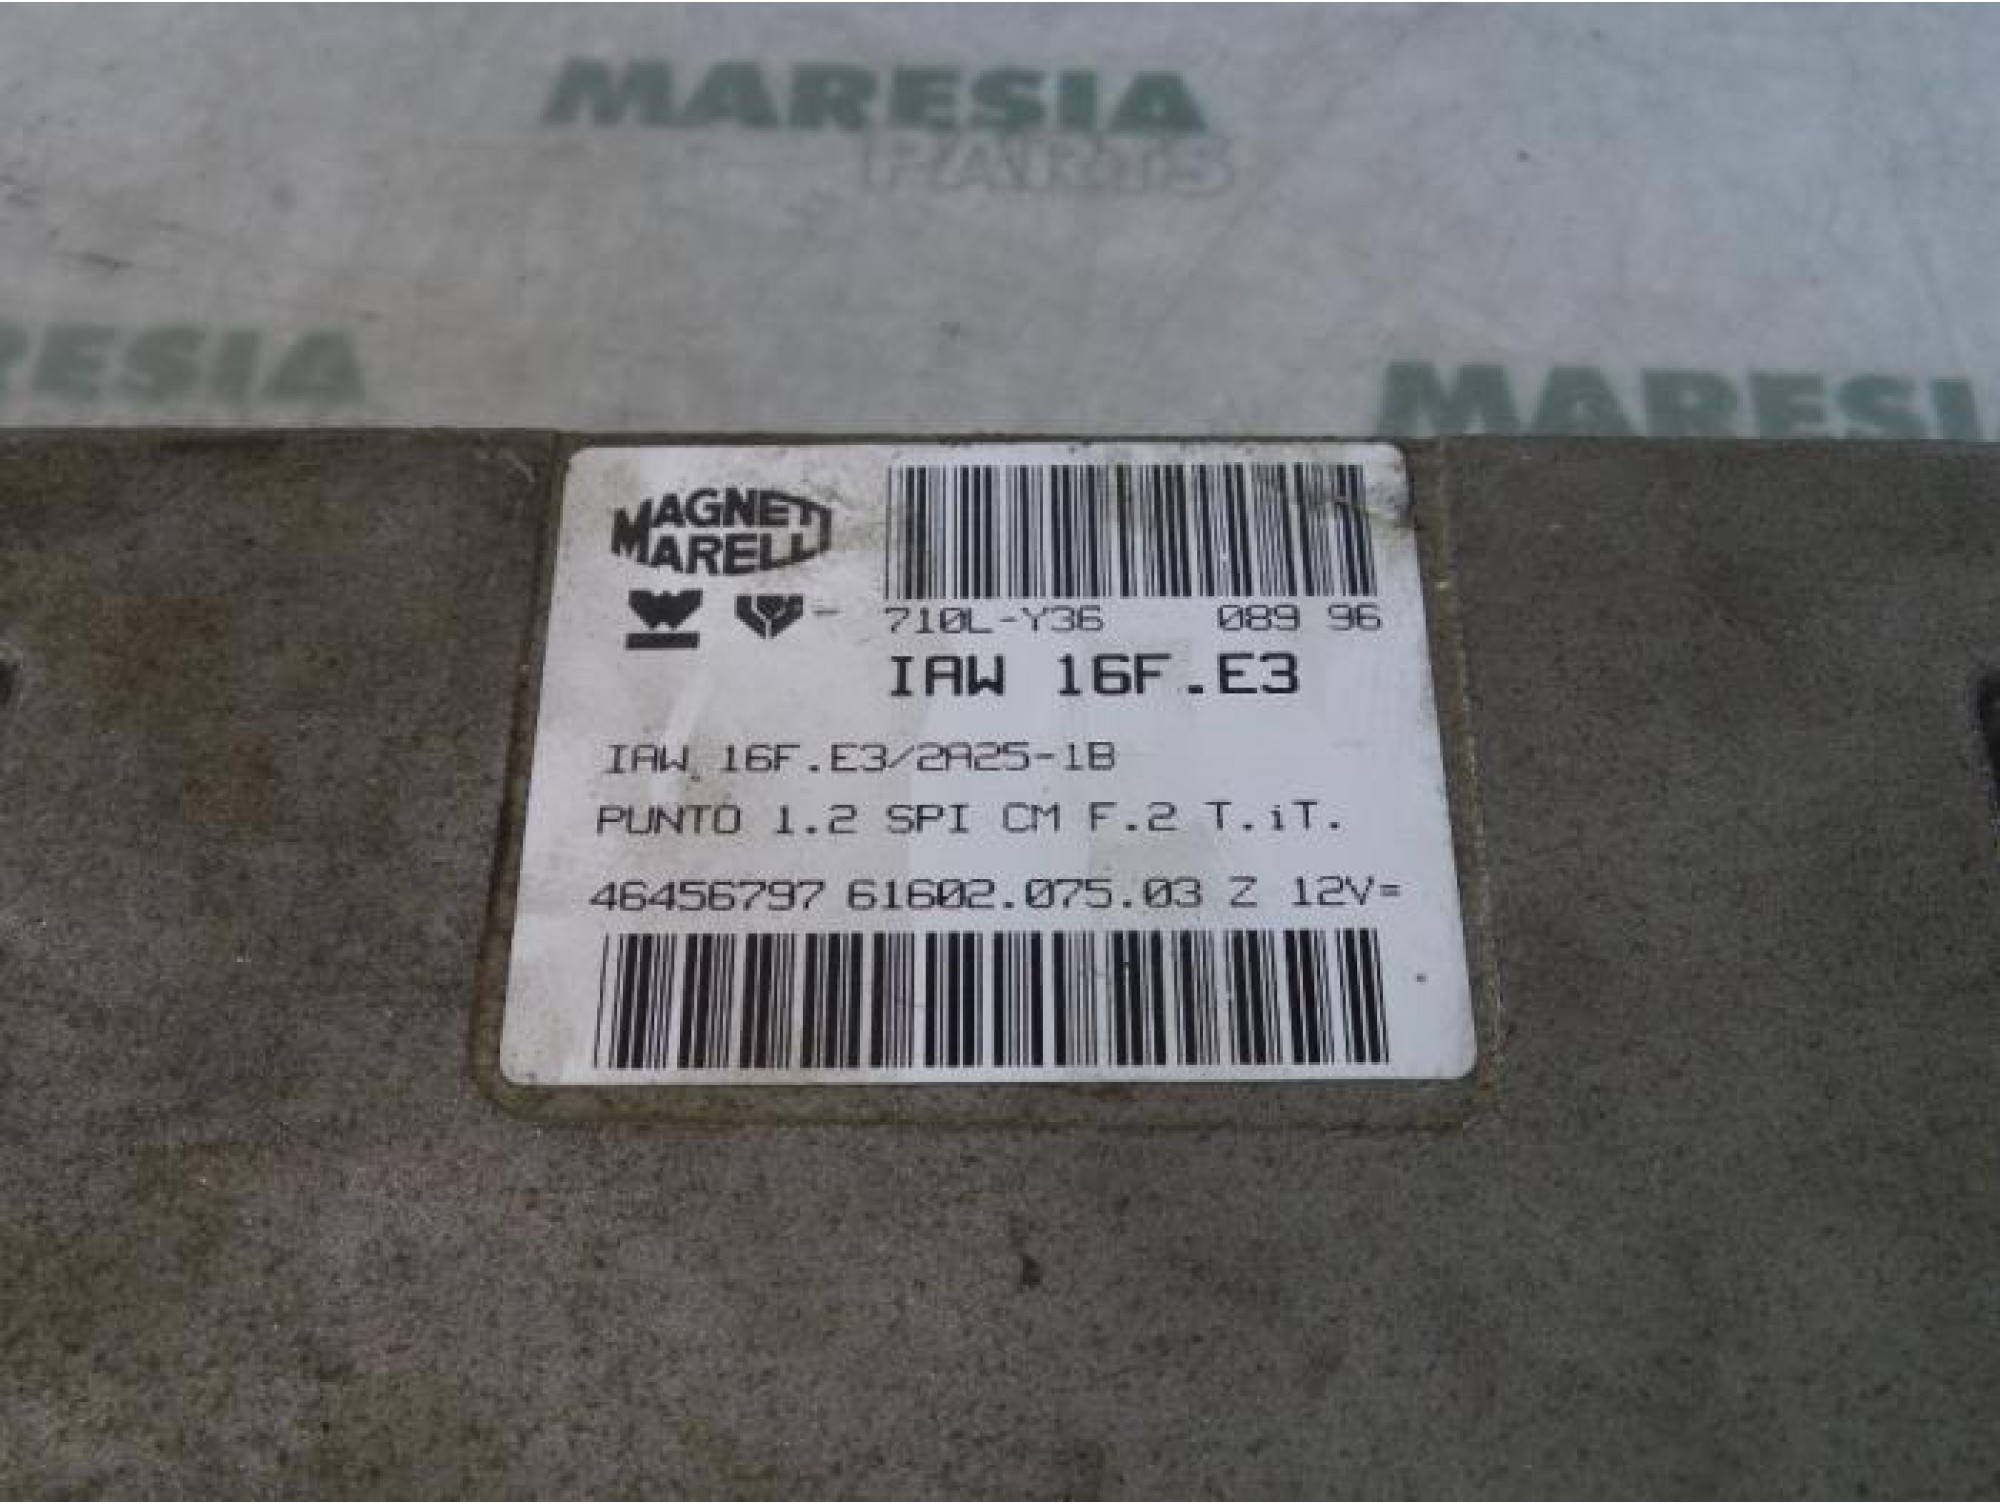 MARESIA
PARTS
RESIA
MARESI
MAGNETI
MARELLI
710L-Y36 089 96
IAW 16F.E3
IAW 16F.E3/2A25-1B
PUNTO 1.2 SPI CM F.2 T.iT.
46456797 61602.075.03 Z 12V=